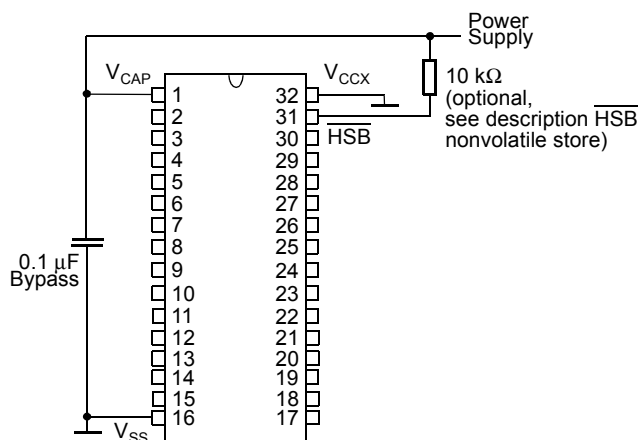 Power
Supply
V_CAP
V_CCX
10 kΩ
(optional,
see description HSB
nonvolatile store)
HSB
1 32
2 31
3 30
4 29
5 28
6 27
7 26
8 25
9 24
10 23
11 22
12 21
13 20
14 19
15 18
16 17
0.1 μF
Bypass
V_SS